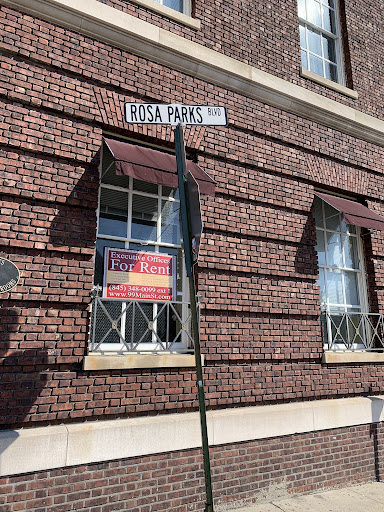 ROSA PARKS BLVD
Executive Offices
For Rent
(845) 348-0099 ext
www.99MainSt.com